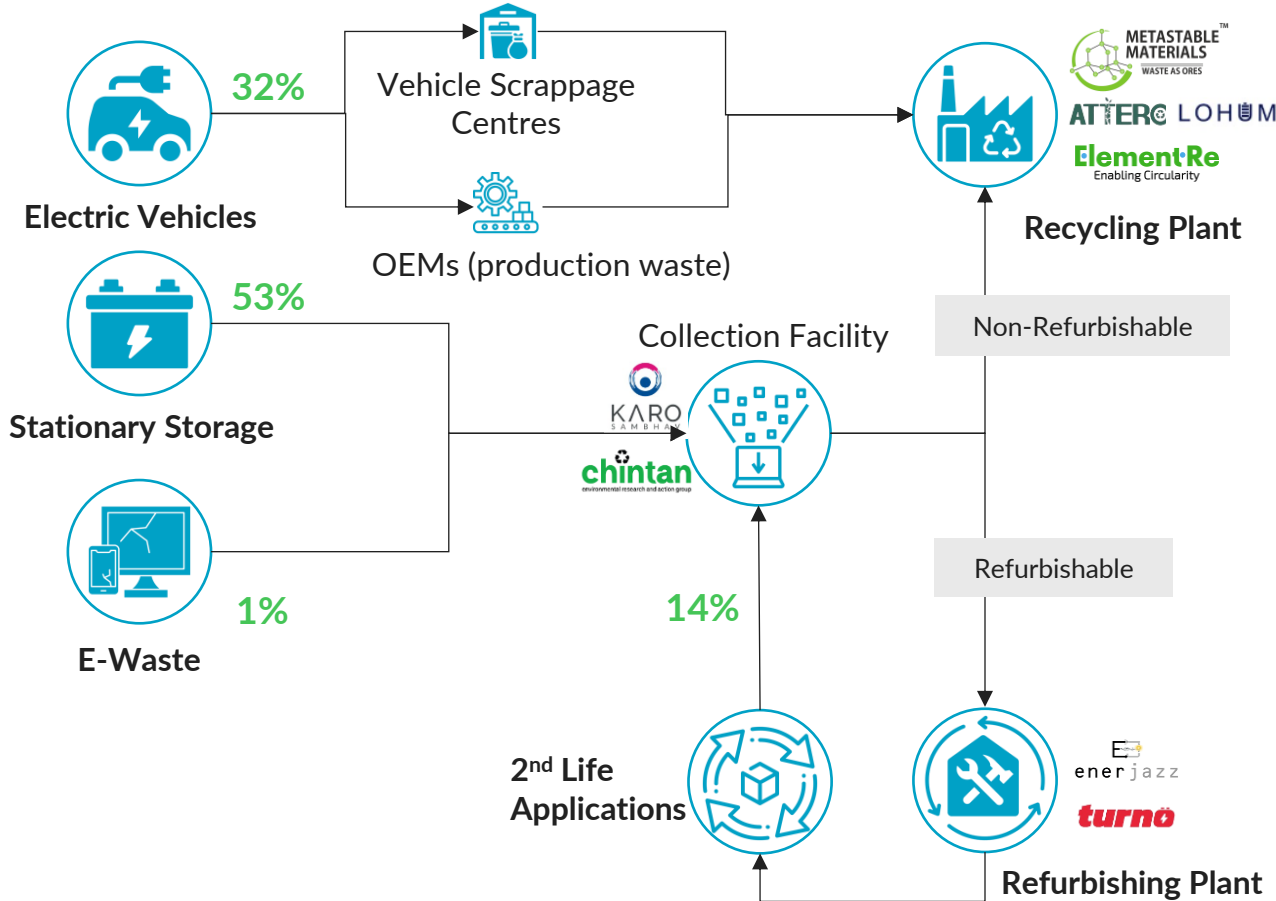 32%
Electric Vehicles
Vehicle Scrappage
Centres
OEMs (production waste)
METASTABLE™
MATERIALS
WASTE AS ORES
ATTERO LOHUM
Element Re
Enabling Circularity
Recycling Plant
53%
Stationary Storage
Collection Facility
KARO
SAMBHAV
chintan
environmental research and action group
Non-Refurbishable
1%
E-Waste
14%
Refurbishable
2nd Life
Applications
enerjazz
turnö
Refurbishing Plant